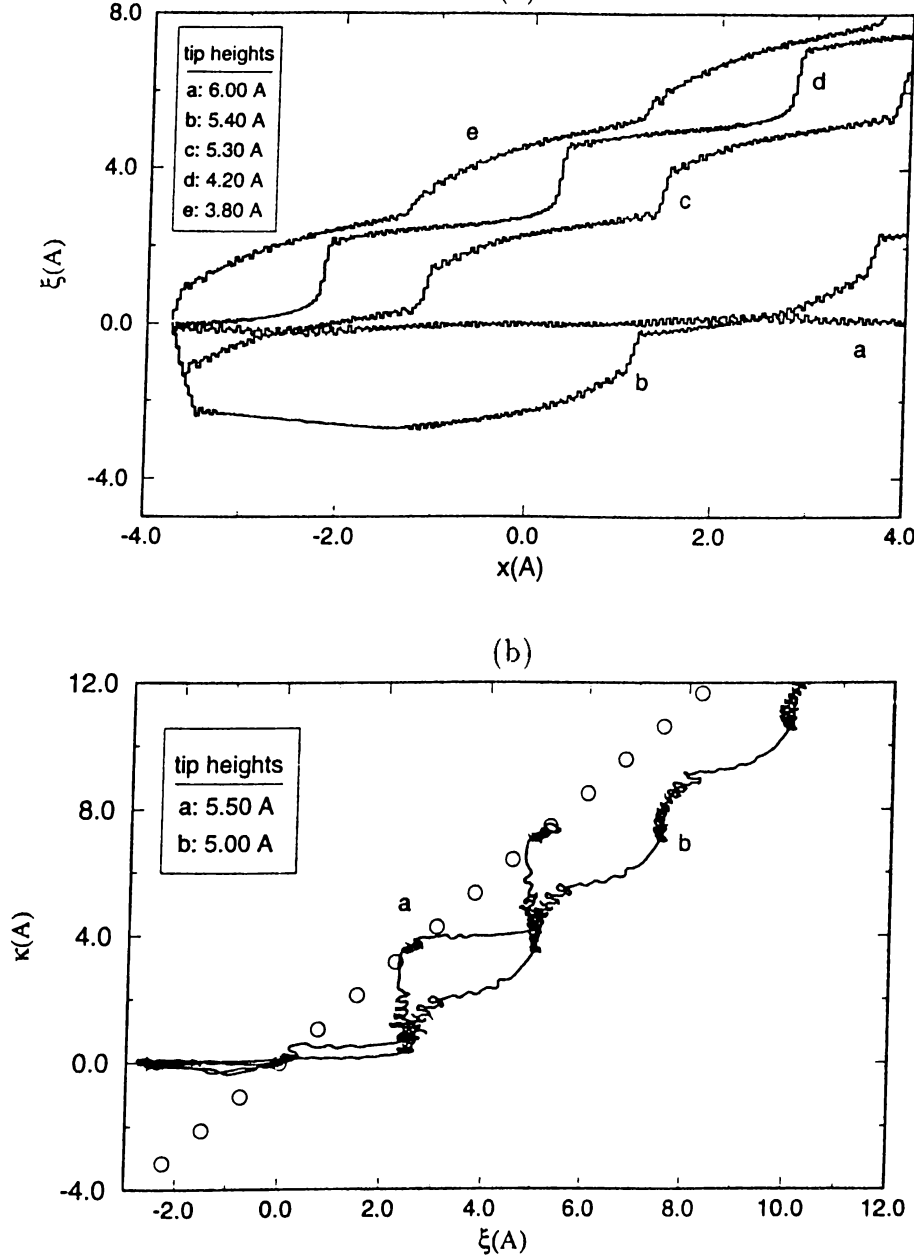 8.0
tip heights
a: 6.00 A
b: 5.40 A
c: 5.30 A
d: 4.20 A
e: 3.80 A
d
e
4.0
c
ξ(A)
0.0
a
b
-4.0
-4.0 -2.0 0.0 2.0 4.0
x(A)
(b)
12.0
tip heights
a: 5.50 A
b: 5.00 A
8.0
b
a
κ(A)
4.0
0.0
-4.0
-2.0 0.0 2.0 4.0 6.0 8.0 10.0 12.0
ξ(A)